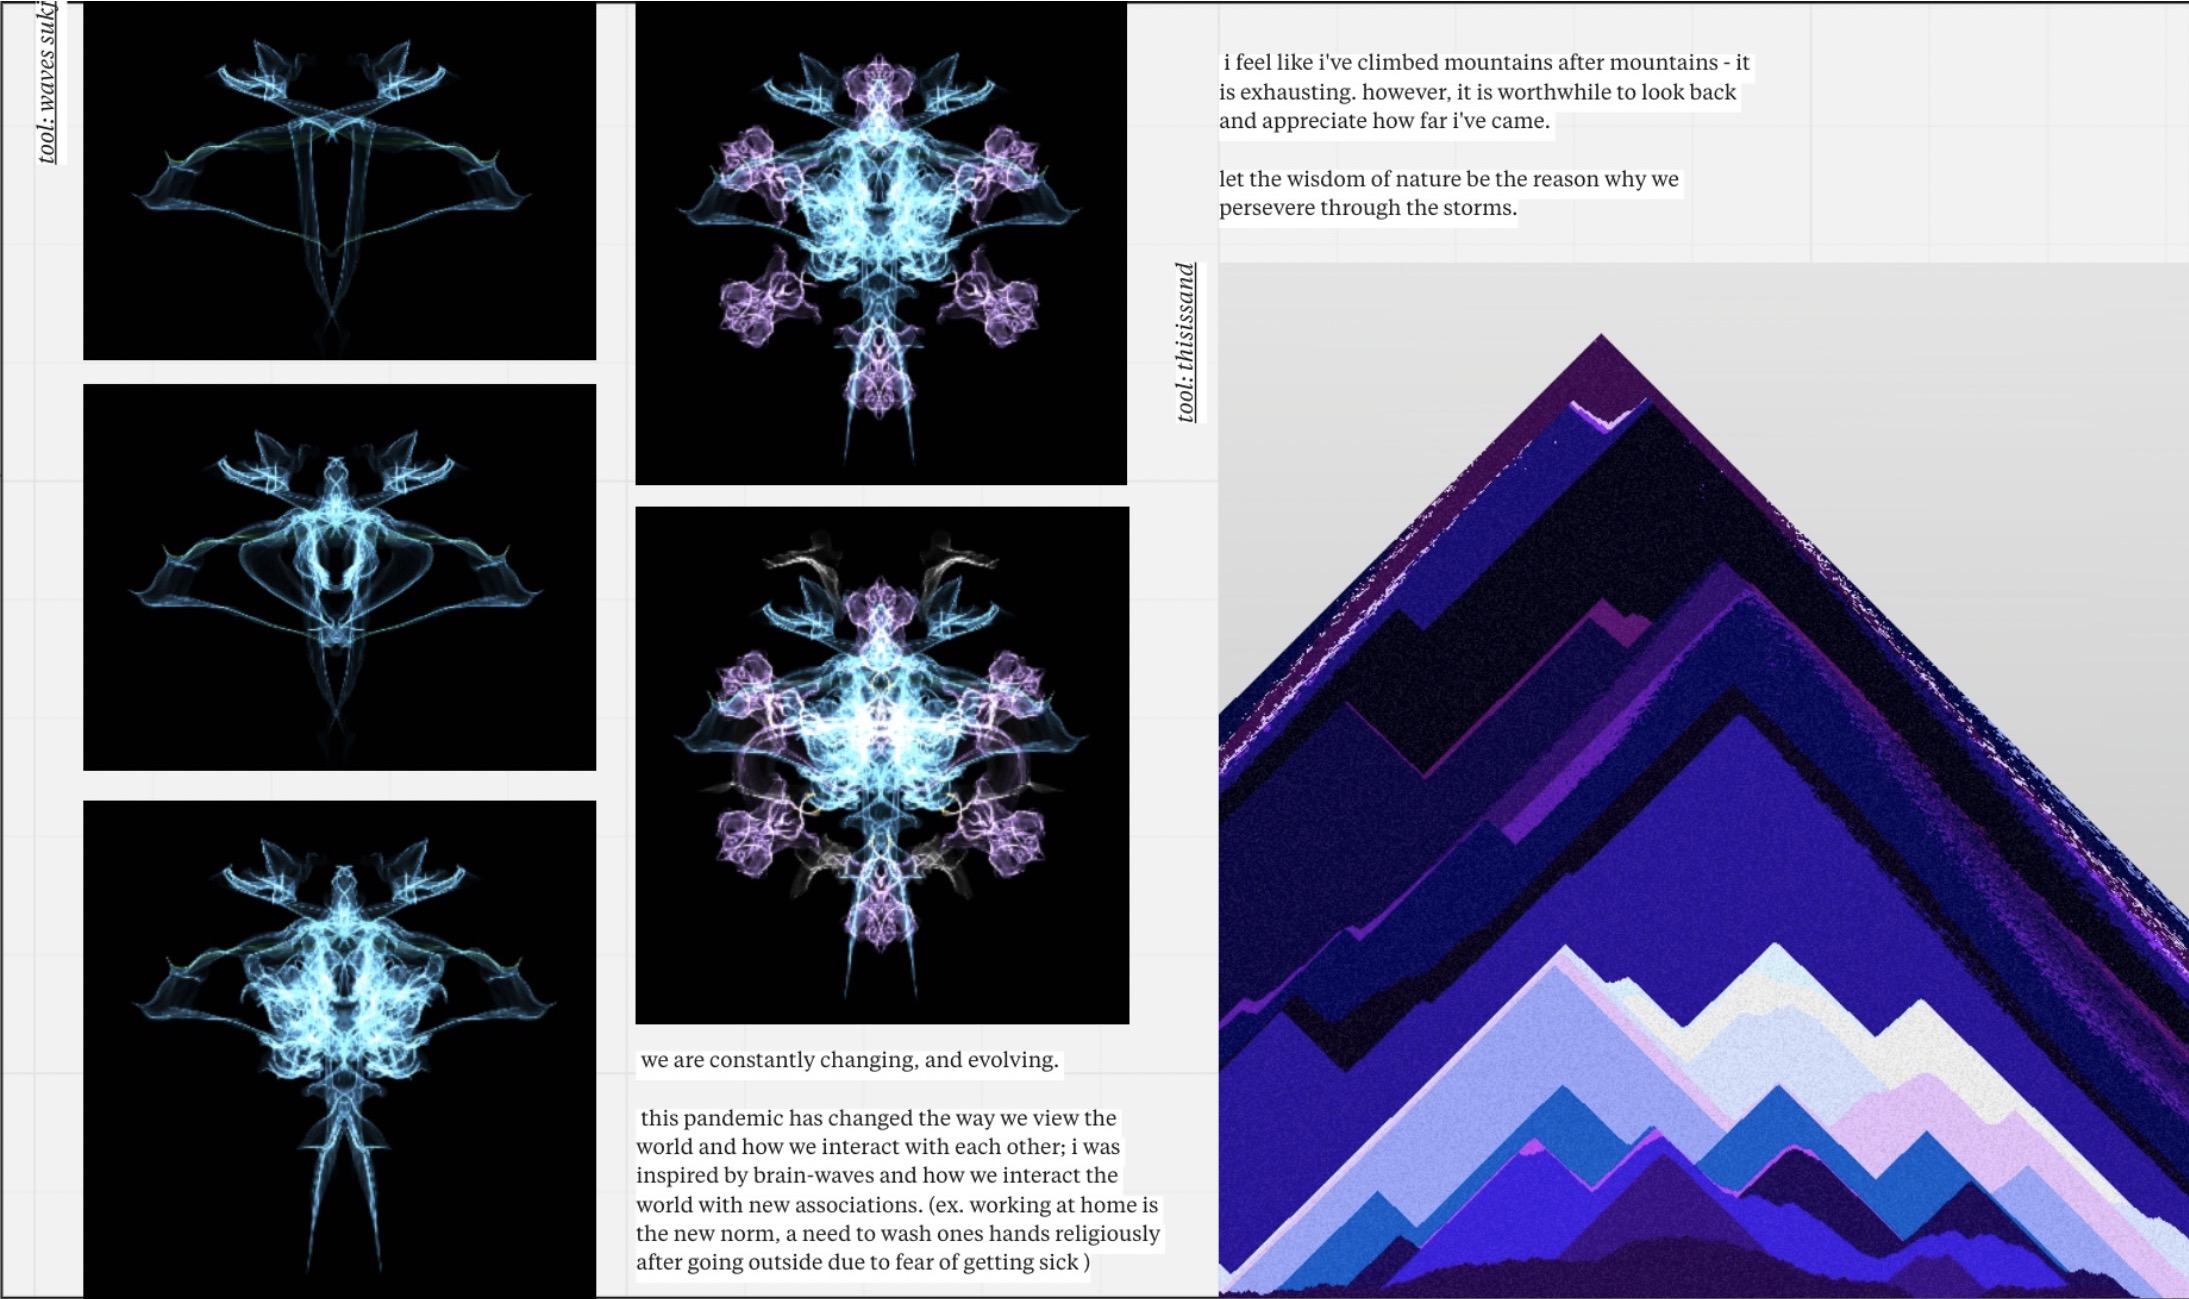 tool: waves
we are constantly changing, and evolving.
this pandemic has changed the way we view the
world and how we interact with each other; i was
inspired by brain-waves and how we interact the
world with new associations. (ex. working at home is
the new norm, a need to wash ones hands religiously
after going outside due to fear of getting sick )
i feel like i've climbed mountains after mountains - it
is exhausting. however, it is worthwhile to look back
and appreciate how far i've came.
let the wisdom of nature be the reason why we
persevere through the storms.
tool: thisissand